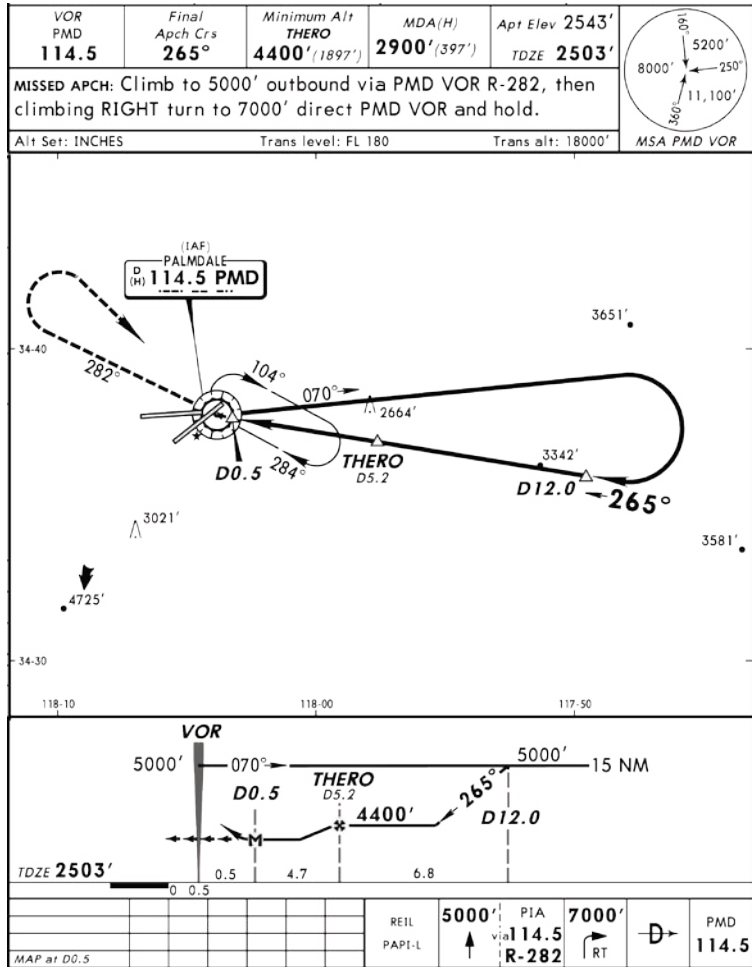 VOR
PMD
114.5
Final
Apch Crs
265°
Minimum Alt
THERO
4400' (1897')
MDA(H)
2900' (397')
Apt Elev 2543'
TDZE 2503'
MISSED APCH: Climb to 5000' outbound via PMD VOR R-282, then
climbing RIGHT turn to 7000' direct PMD VOR and hold.
Alt Set: INCHES
Trans level: FL 180
Trans alt: 18000'
160°
5200'
8000'
250°
11,100'
360°
MSA PMD VOR
(IAF)
PALMDALE
D
(H) 114.5 PMD
3651'
34-40
282°
104°
070°
2664'
D0.5
284°
THERO
D5.2
3342'
D12.0
265°
3021'
3581'
4725'
34-30
118-10
118-00
117-50
VOR
5000'
070°
5000'
15 NM
THERO
D5.2
D0.5
4400'
265°
D12.0
M
TDZE 2503'
0.5
4.7
6.8
0 0.5
MAP at D0.5
REIL
PAPI-L
5000'
PIA
via 114.5
R-282
7000'
RT
D
PMD
114.5